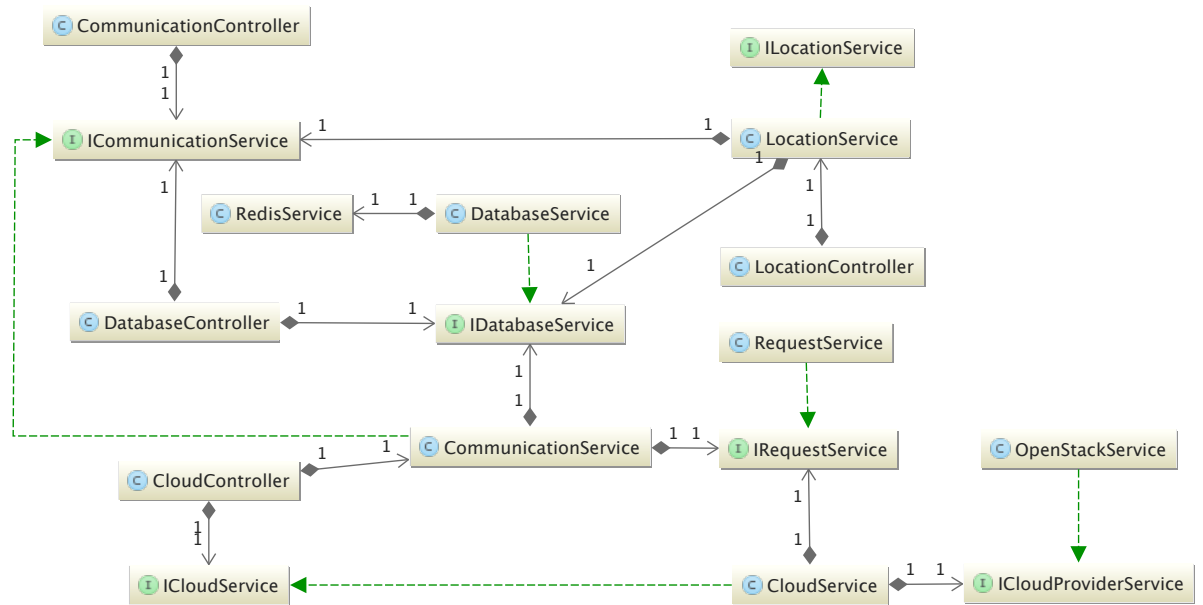 C CommunicationController
1
1
I ILocationService
I ICommunicationService
1
1
C LocationService
1
1
1
C RedisService
1
1
C DatabaseService
1
1
C LocationController
1
1
C DatabaseController
1
1
I IDatabaseService
C RequestService
1
1
C CommunicationService
1
1
I IRequestService
C OpenStackService
1
1
C CloudController
1
1
1
1
I ICloudService
C CloudService
1
1
I ICloudProviderService